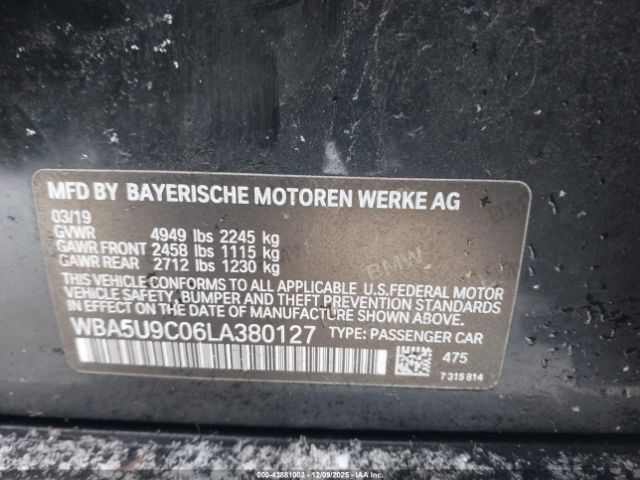 MFD BY BAYERISCHE MOTOREN WERKE AG
03/19
GVWR 4949 lbs 2245 kg
GAWR FRONT 2458 lbs 1115 kg
GAWR REAR 2712 lbs 1230 kg
THIS VEHICLE CONFORMS TO ALL APPLICABLE U.S.FEDERAL MOTOR
VEHICLE SAFETY, BUMPER AND THEFT PREVENTION STANDARDS
IN EFFECT ON THE DATE OF MANUFACTURE SHOWN ABOVE.
WBA5U9C06LA380127 TYPE: PASSENGER CAR
475
7 315 814
BMW
000-43881003 - 12/09/2025 - IAAI.COM